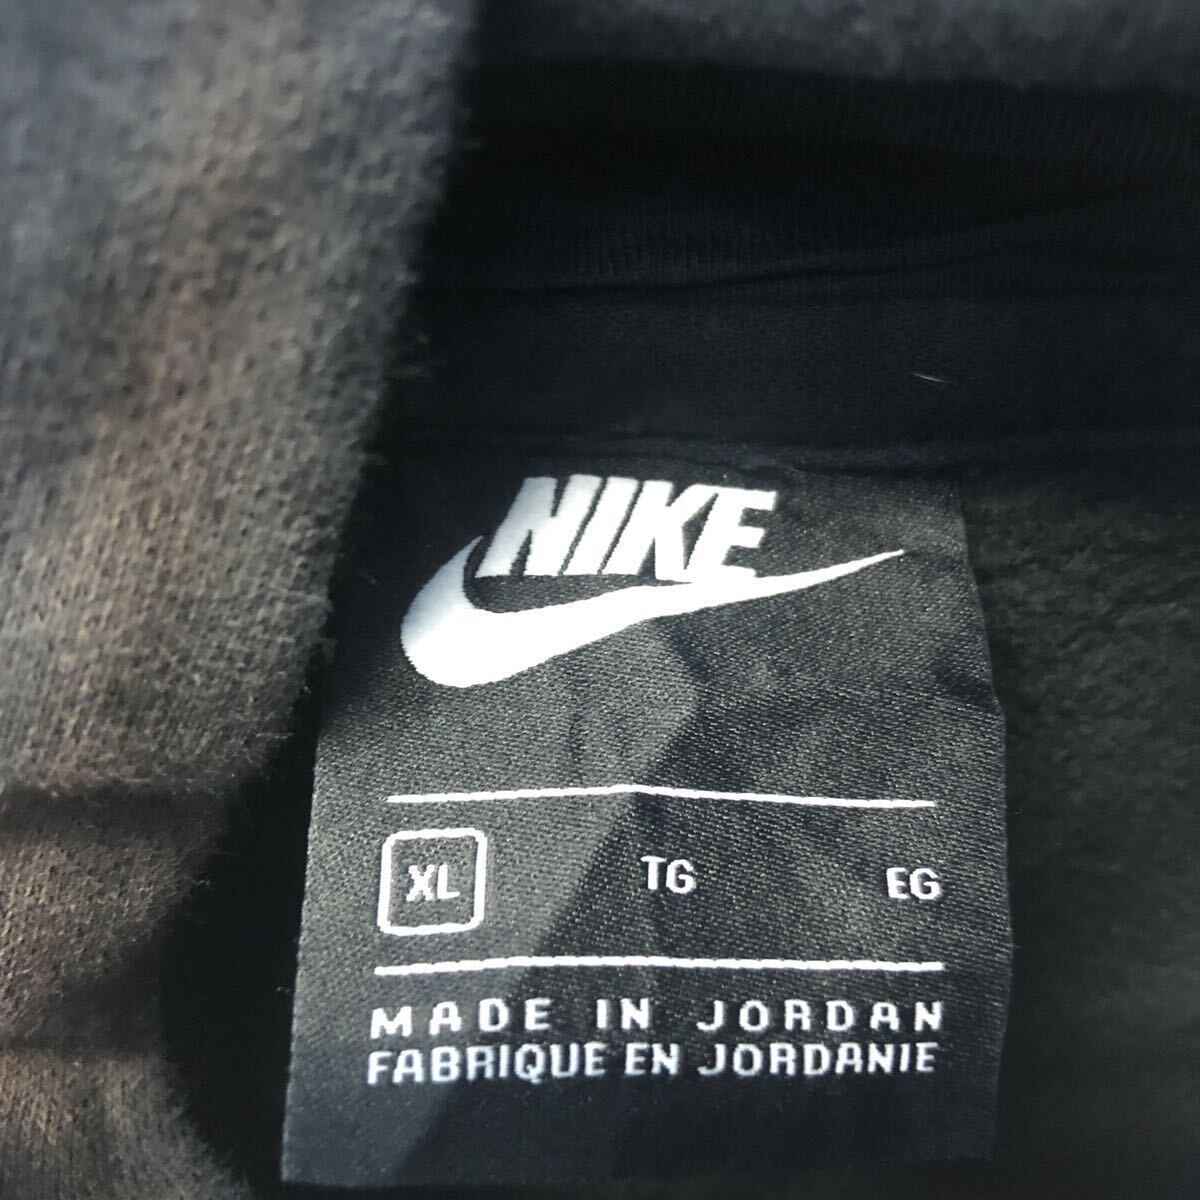 NIKE
XL TG EG
MADE IN JORDAN
FABRIQUE EN JORDANIE